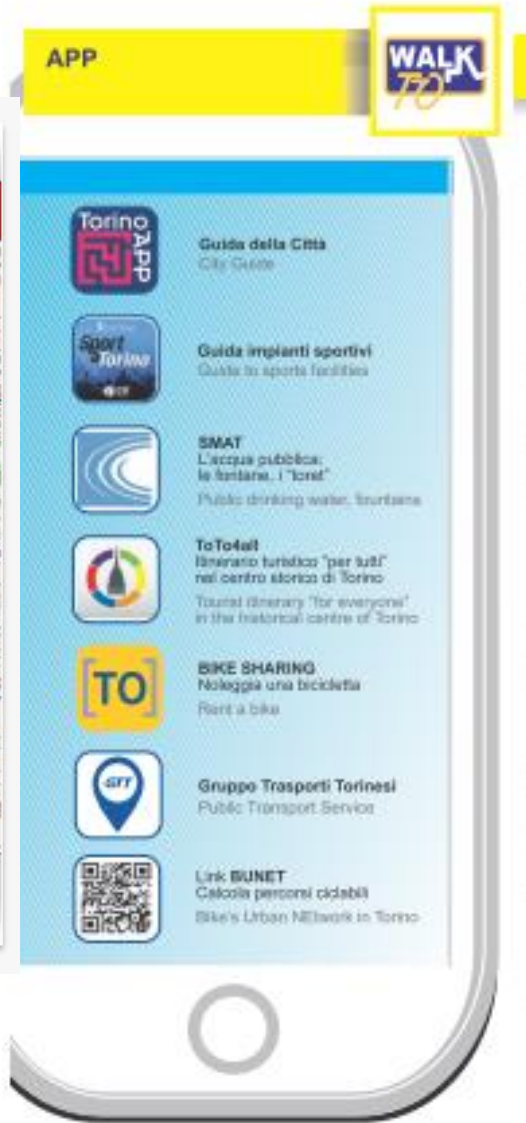 APP
WALK
TO
Torino
APP
Guida della Città
City Guide
Sport
a Torino
Guida impianti sportivi
Guide to sports facilities
SMAT
L'acqua pubblica:
le fontane, i "toret"
Public drinking water, fountains
ToTo4all
Itinerario turistico "per tutti"
nel centro storico di Torino
Tourist itinerary "for everyone"
in the historical centre of Torino
[TO]
BIKE SHARING
Noleggia una bicicletta
Rent a bike
GTT
Gruppo Trasporti Torinesi
Public Transport Service
Link BUNET
Calcola percorsi ciclabili
Bike's Urban NEtwork in Torino